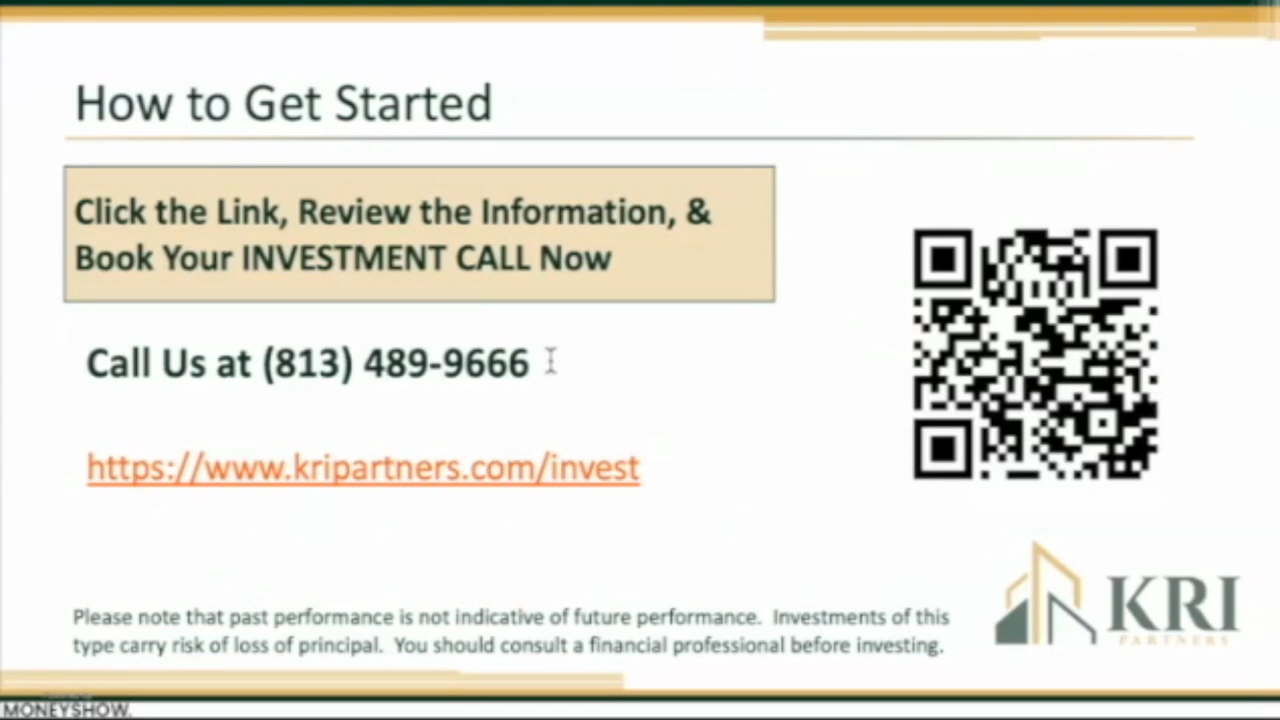 How to Get Started
Click the Link, Review the Information, &
Book Your INVESTMENT CALL Now
Call Us at (813) 489-9666
https://www.kripartners.com/invest
Please note that past performance is not indicative of future performance. Investments of this
type carry risk of loss of principal. You should consult a financial professional before investing.
KRI
PARTNERS
MONEYSHOW.